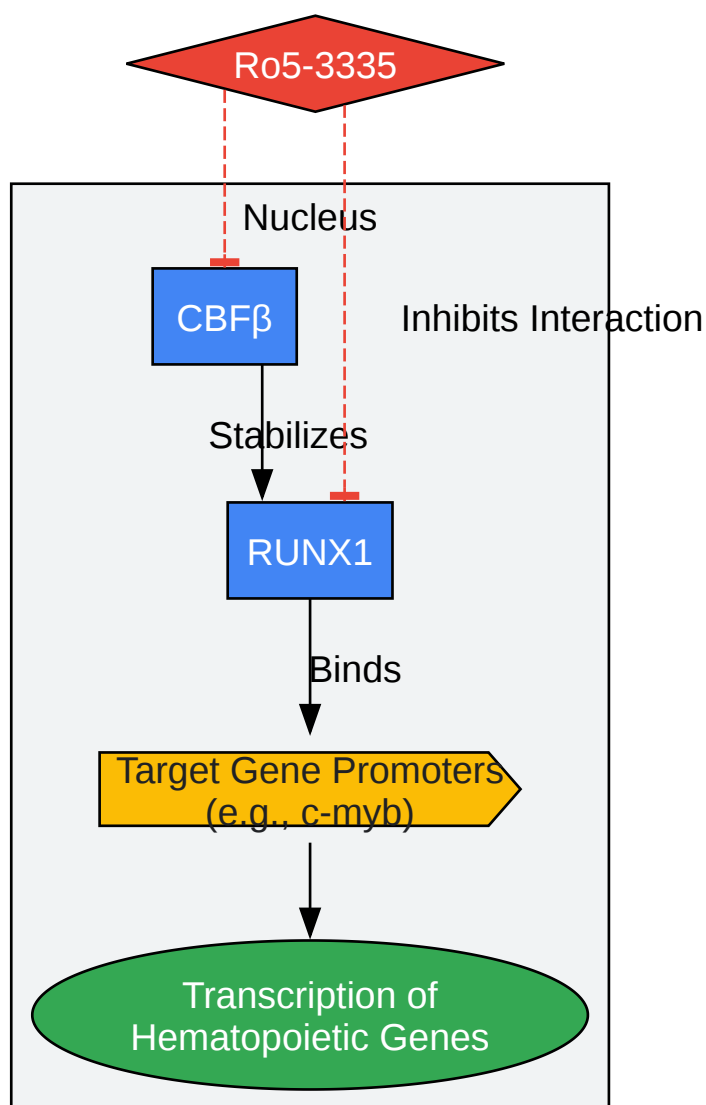 Ro5-3335
Nucleus
CBFβ
Inhibits Interaction
Stabilizes
RUNX1
Binds
Target Gene Promoters
(e.g., c-myb)
Transcription of
Hematopoietic Genes